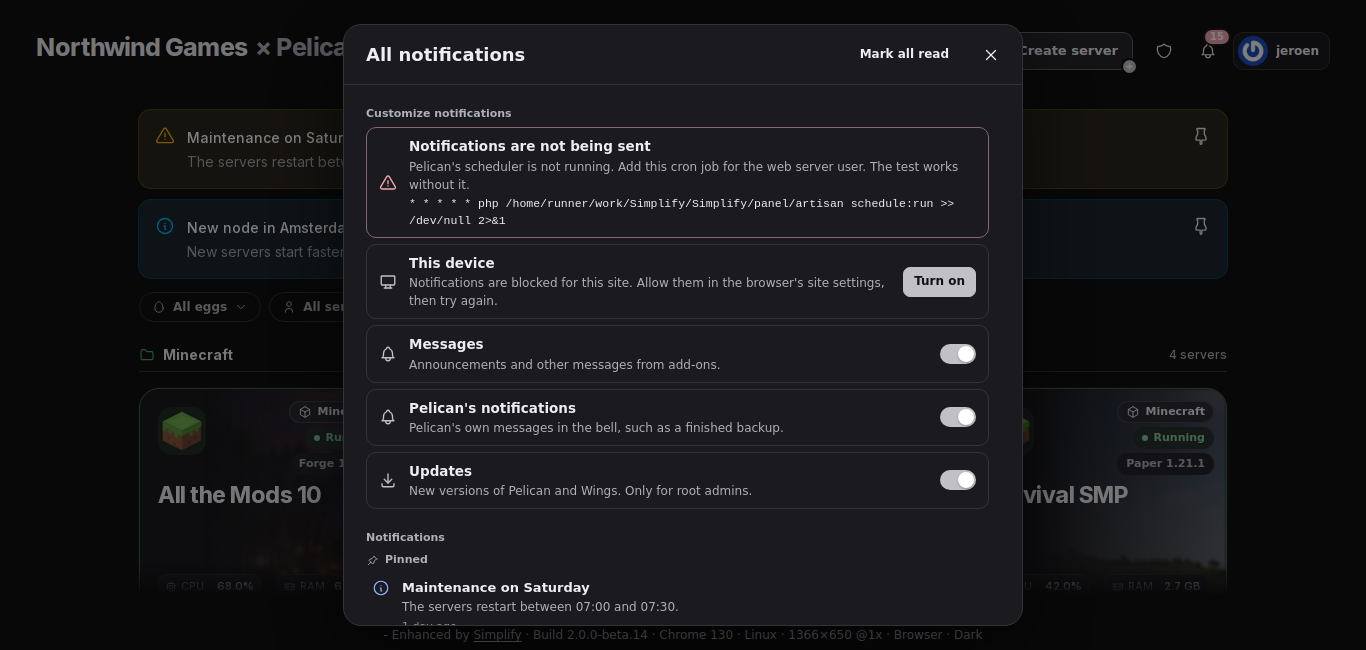 Northwind Games × Pelica
Create server
15
jeroen
All notifications
Mark all read
Customize notifications
Notifications are not being sent
Pelican's scheduler is not running. Add this cron job for the web server user. The test works
without it.
* * * * * php /home/runner/work/Simplify/Simplify/panel/artisan schedule:run >>
/dev/null 2>&1
This device
Notifications are blocked for this site. Allow them in the browser's site settings,
then try again.
Turn on
Messages
Announcements and other messages from add-ons.
Pelican's notifications
Pelican's own messages in the bell, such as a finished backup.
Updates
New versions of Pelican and Wings. Only for root admins.
Notifications
Pinned
Maintenance on Saturday
The servers restart between 07:00 and 07:30.
Maintenance on Satur
The servers restart betw
New node in Amsterda
New servers start faster
All eggs
All ser
Minecraft
4 servers
Mine
Ru
Forge 1
All the Mods 10
CPU 68.0%
RAM 6
Minecraft
Running
Paper 1.21.1
vival SMP
U 42.0%
RAM 2.7 GB
- Enhanced by Simplify · Build 2.0.0-beta.14 · Chrome 130 · Linux · 1366×650 @1x · Browser · Dark